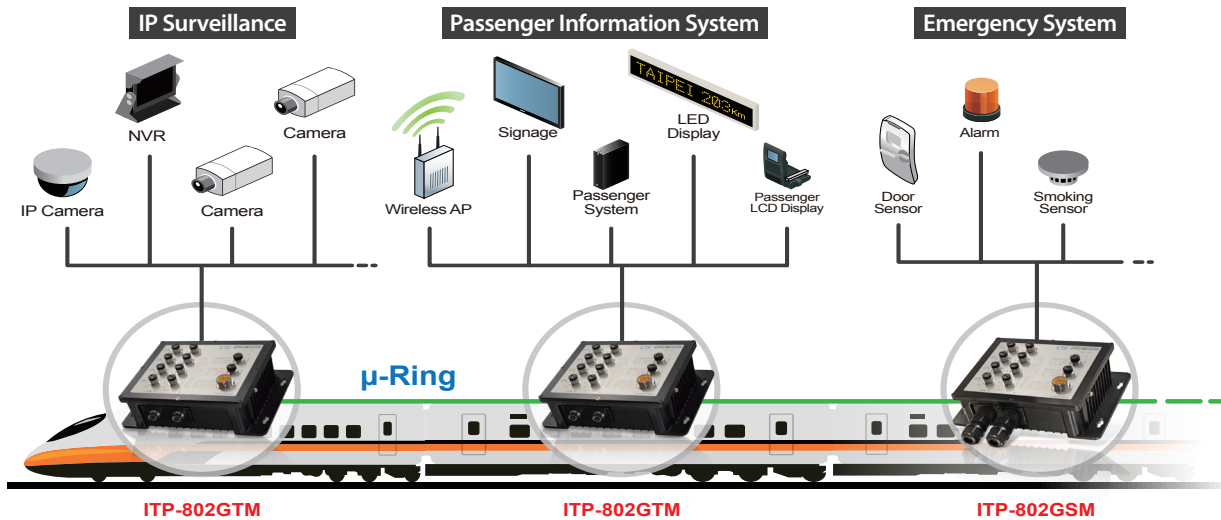 IP Surveillance
Passenger Information System
Emergency System
NVR
Camera
IP Camera
Camera
Signage
TAIPEI 203Km
LED
Display
Wireless AP
Passenger
System
Passenger
LCD Display
Alarm
Door
Sensor
Smoking
Sensor
µ-Ring
ITP-802GTM
ITP-802GTM
ITP-802GSM